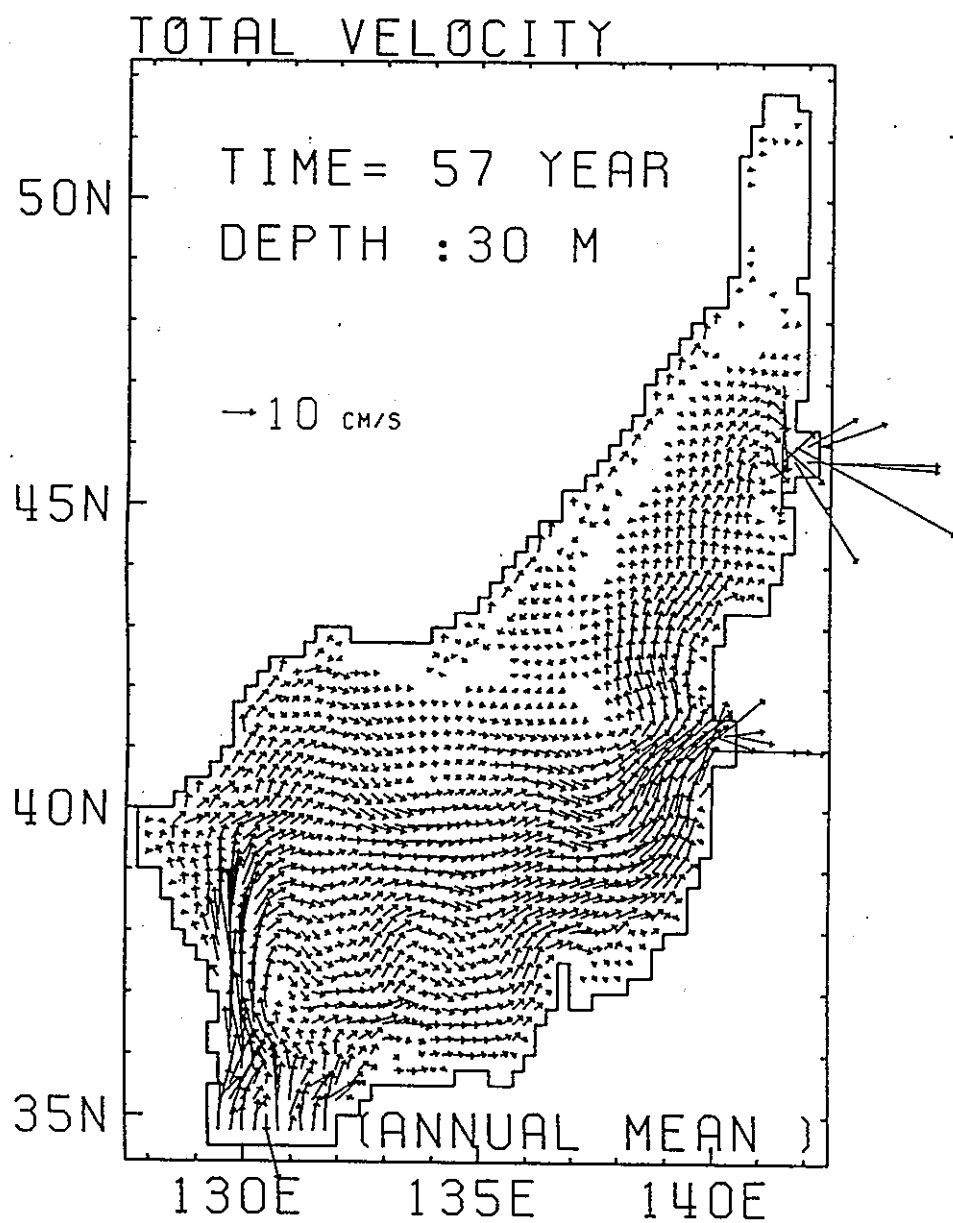 TOTAL VELOCITY
TIME= 57 YEAR
50N
DEPTH :30 M
10 CM/S
45N
40N
35N
(ANNUAL MEAN )
130E 135E 140E